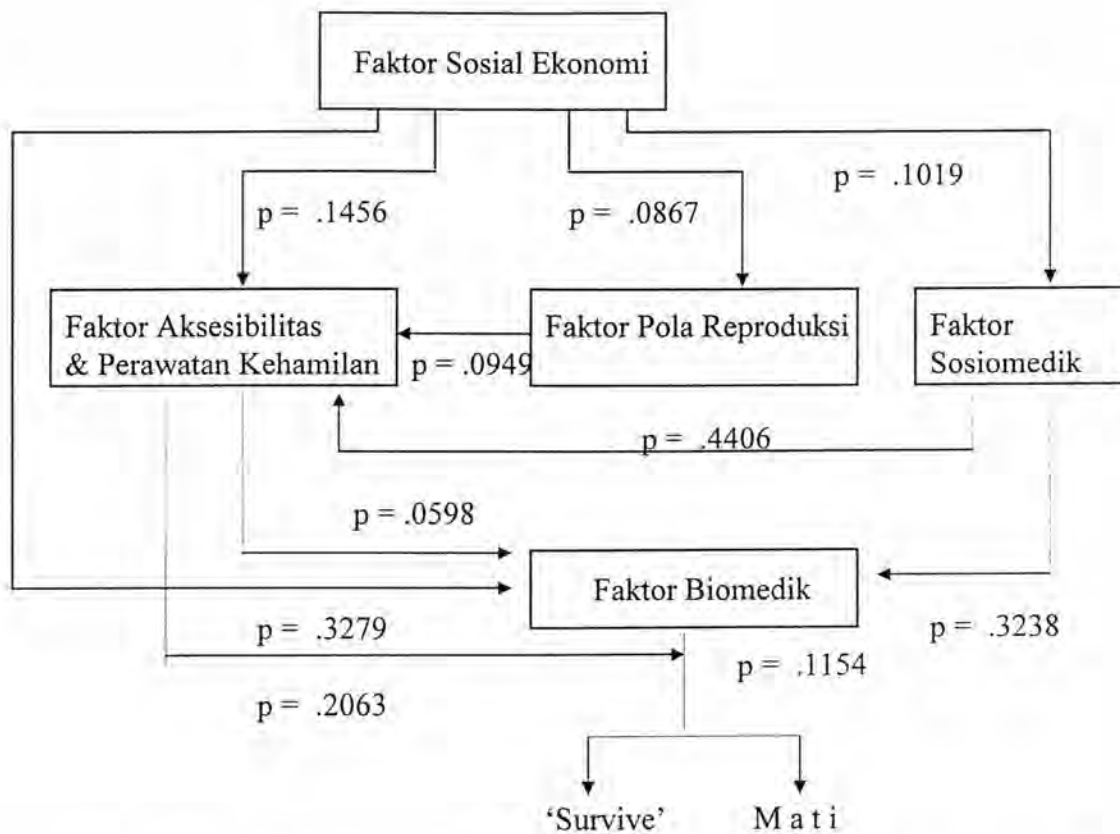 Faktor Sosial Ekonomi
p = .1019
p = .1456
p = .0867
Faktor Aksesibilitas
& Perawatan Kehamilan
p = .0949
Faktor Pola Reproduksi
Faktor
Sosiomedik
p = .4406
p = .0598
Faktor Biomedik
p = .3279
p = .3238
p = .1154
p = .2063
‘Survive’
M a t i